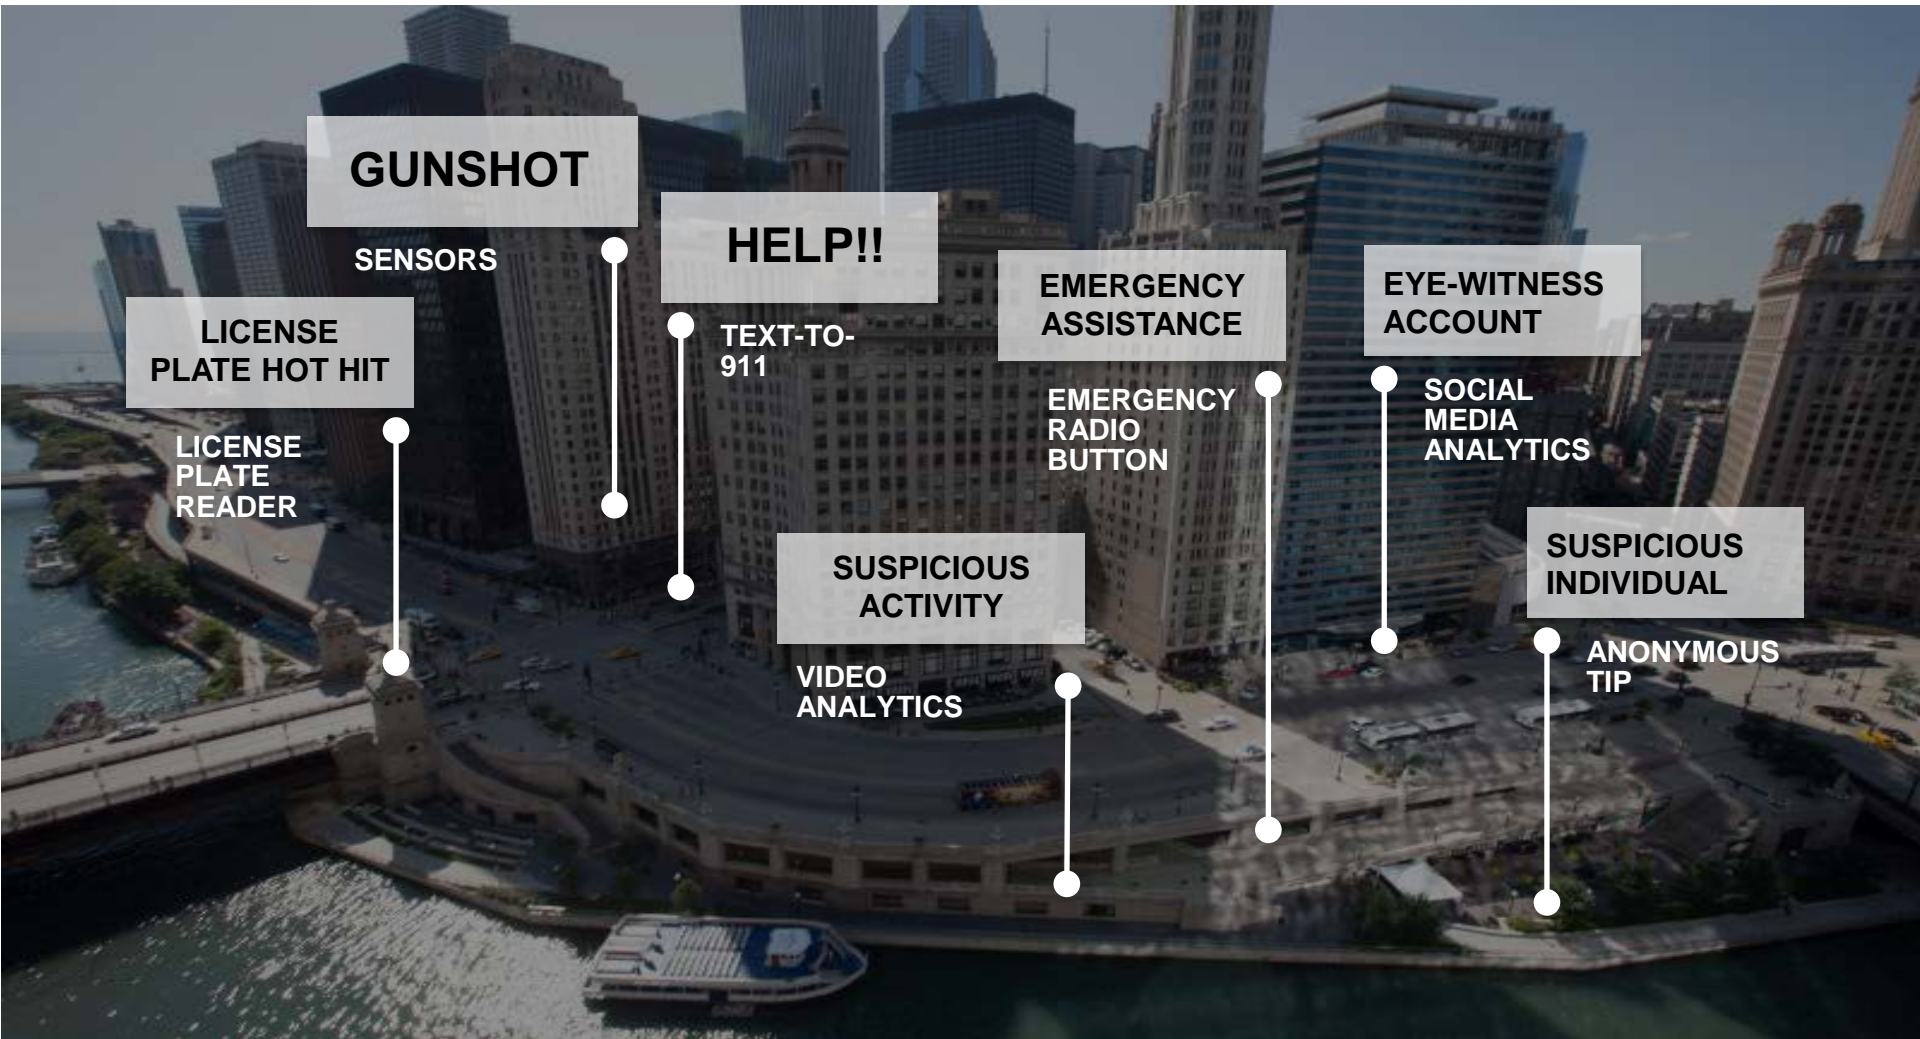 GUNSHOT
SENSORS
HELP!!
TEXT-TO-
911
LICENSE
PLATE HOT HIT
LICENSE
PLATE
READER
EMERGENCY
ASSISTANCE
EMERGENCY
RADIO
BUTTON
EYE-WITNESS
ACCOUNT
SOCIAL
MEDIA
ANALYTICS
SUSPICIOUS
ACTIVITY
VIDEO
ANALYTICS
SUSPICIOUS
INDIVIDUAL
ANONYMOUS
TIP